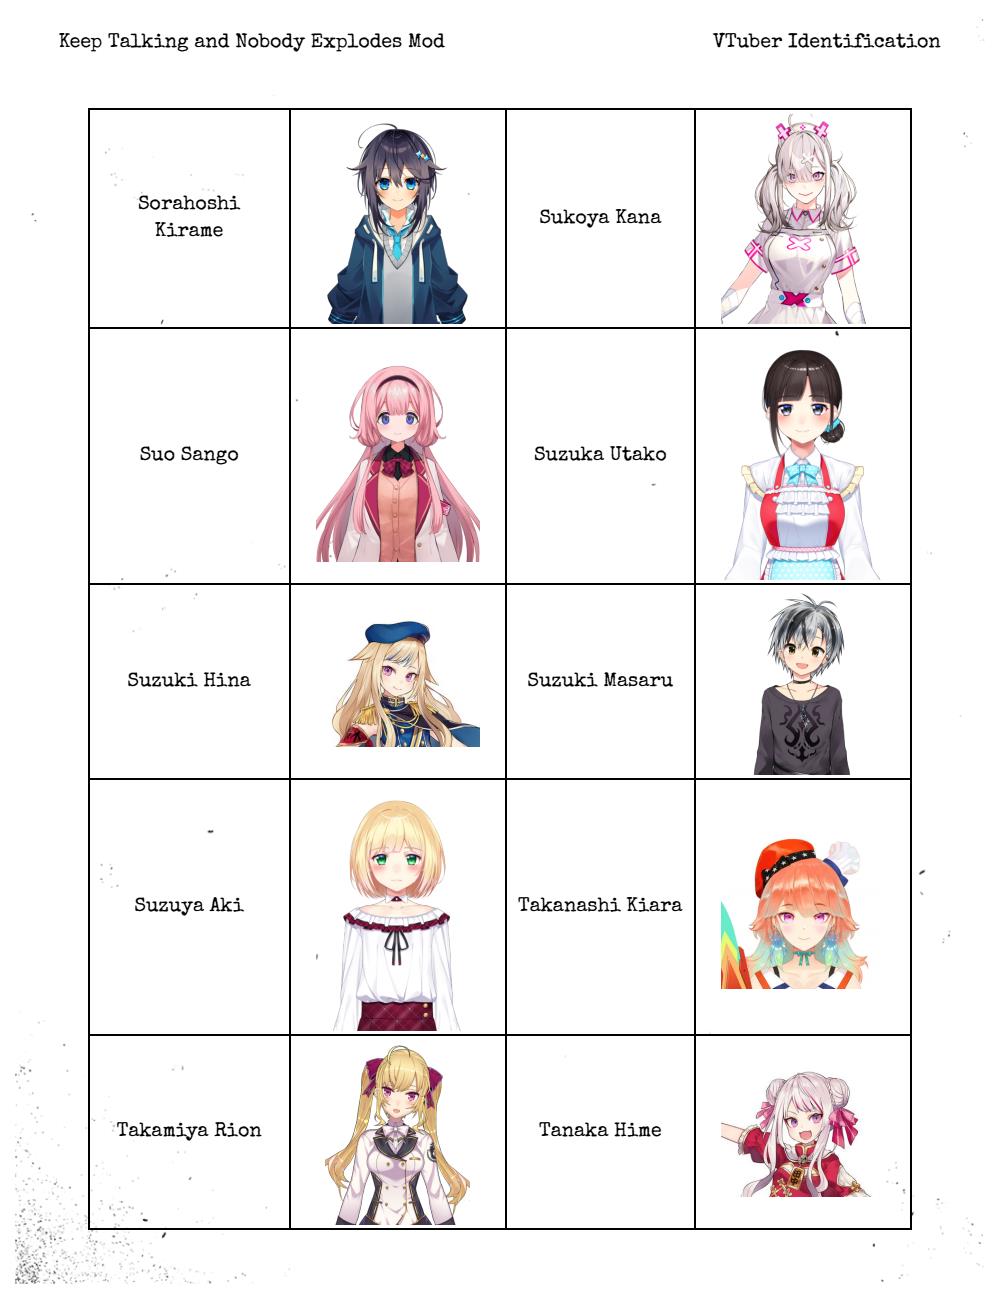 Keep Talking and Nobody Explodes Mod
VTuber Identification
Sorahoshi
Kirame
Sukoya Kana
Suo Sango
Suzuka Utako
Suzuki Hina
Suzuki Masaru
Suzuya Aki
Takanashi Kiara
Takamiya Rion
Tanaka Hime